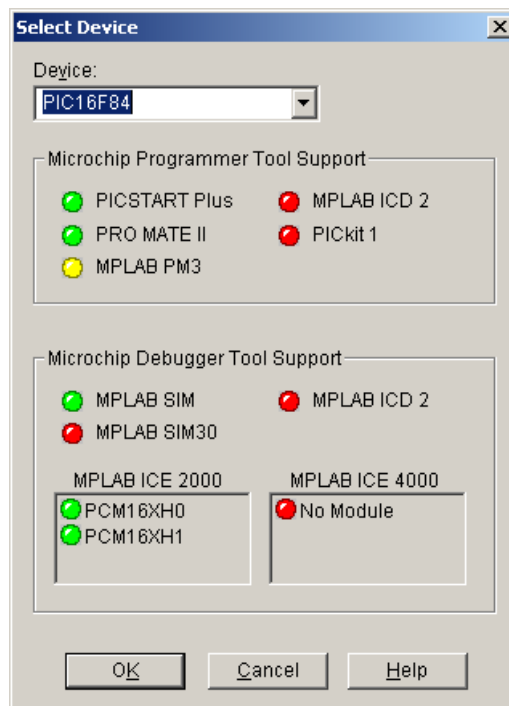 Select Device
Device:
PIC16F84
Microchip Programmer Tool Support
PICSTART Plus MPLAB ICD 2
PRO MATE II PICkit 1
MPLAB PM3
Microchip Debugger Tool Support
MPLAB SIM MPLAB ICD 2
MPLAB SIM30
MPLAB ICE 2000 MPLAB ICE 4000
PCM16XH0 No Module
PCM16XH1
OK Cancel Help